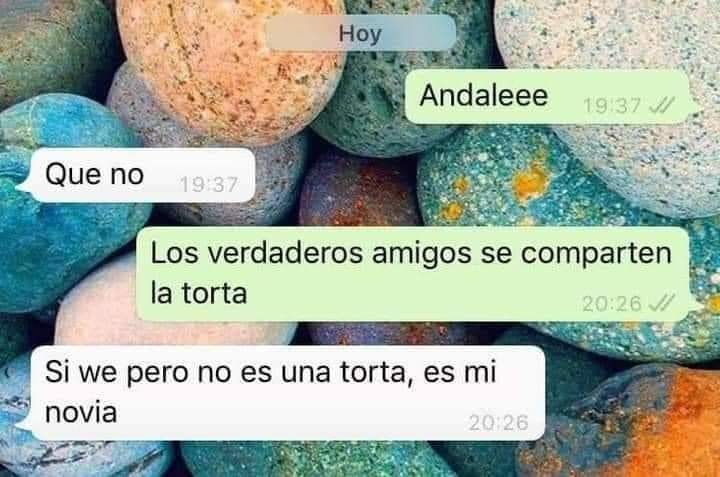 Hoy
Andaleee 19:37
Que no 19:37
Los verdaderos amigos se comparten
la torta 20:26
Si we pero no es una torta, es mi
novia 20:26